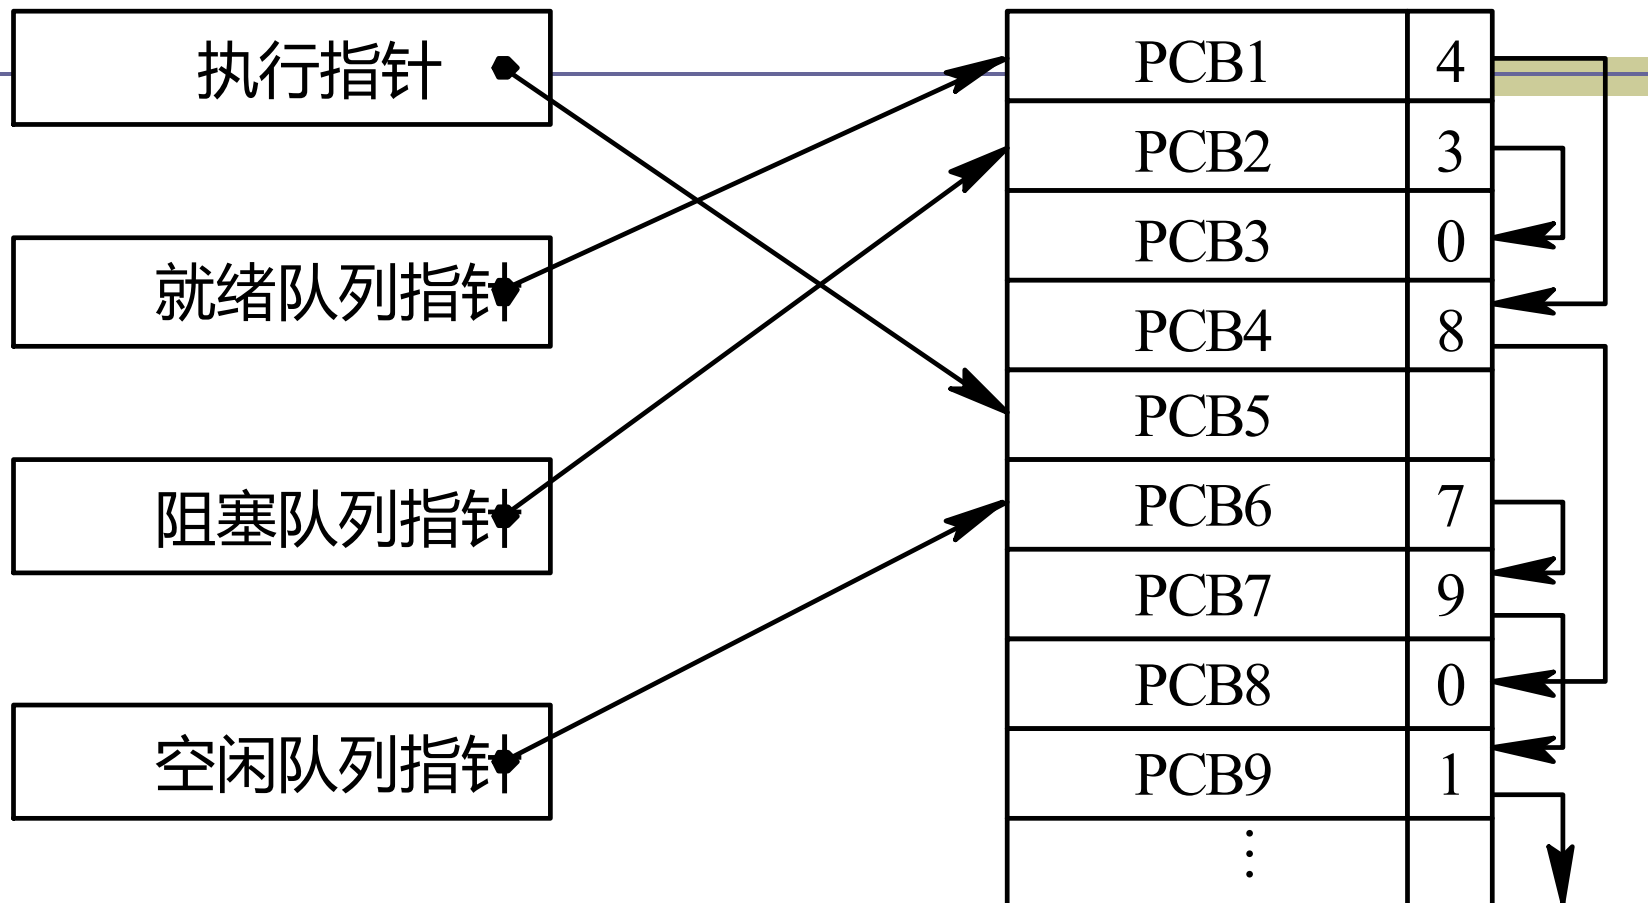 执行指针
就绪队列指针
阻塞队列指针
空闲队列指针
PCB1 4
PCB2 3
PCB3 0
PCB4 8
PCB5
PCB6 7
PCB7 9
PCB8 0
PCB9 1
⋮